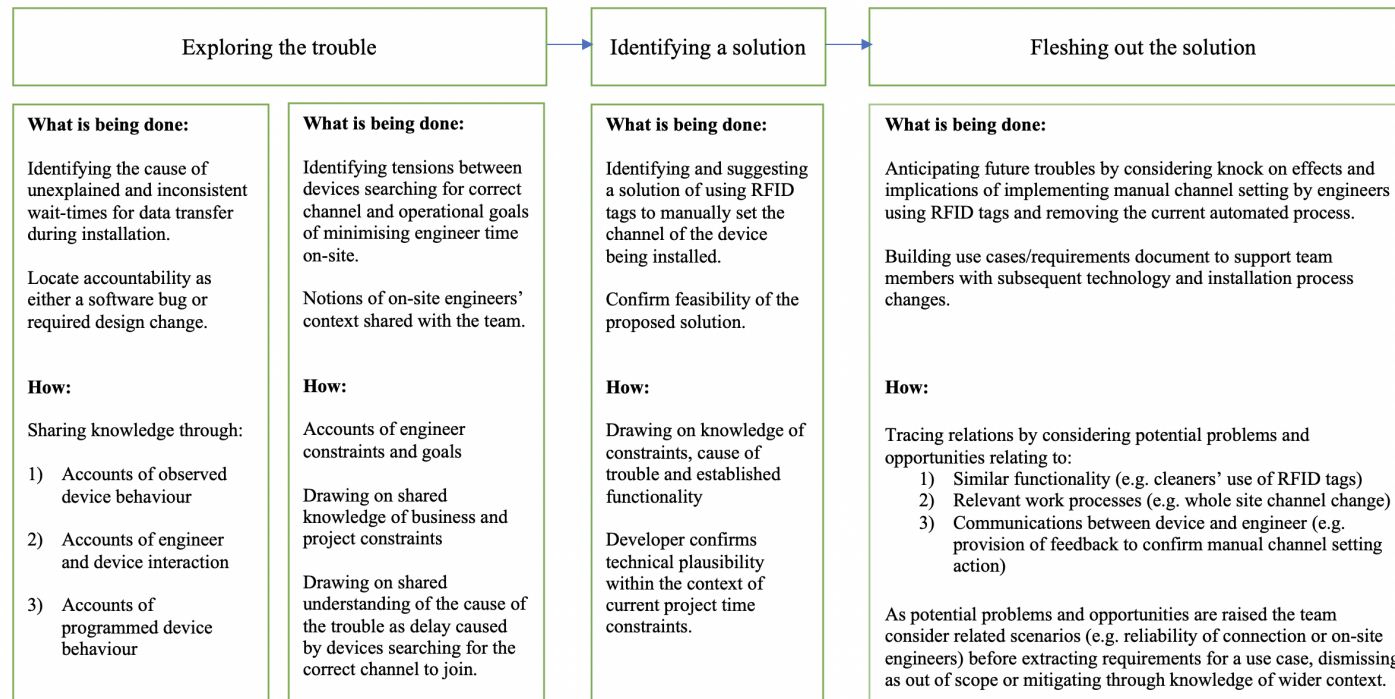 Exploring the trouble
Identifying a solution
Fleshing out the solution
What is being done:
Identifying the cause of
unexplained and inconsistent
wait-times for data transfer
during installation.
Locate accountability as
either a software bug or
required design change.
How:
Sharing knowledge through:
1) Accounts of observed
device behaviour
2) Accounts of engineer
and device interaction
3) Accounts of
programmed device
behaviour
What is being done:
Identifying tensions between
devices searching for correct
channel and operational goals
of minimising engineer time
on-site.
Notions of on-site engineers’
context shared with the team.
How:
Accounts of engineer
constraints and goals
Drawing on shared
knowledge of business and
project constraints
Drawing on shared
understanding of the cause of
the trouble as delay caused
by devices searching for the
correct channel to join.
What is being done:
Identifying and suggesting
a solution of using RFID
tags to manually set the
channel of the device
being installed.
Confirm feasibility of the
proposed solution.
How:
Drawing on knowledge of
constraints, cause of
trouble and established
functionality
Developer confirms
technical plausibility
within the context of
current project time
constraints.
What is being done:
Anticipating future troubles by considering knock on effects and
implications of implementing manual channel setting by engineers
using RFID tags and removing the current automated process.
Building use cases/requirements document to support team
members with subsequent technology and installation process
changes.
How:
Tracing relations by considering potential problems and
opportunities relating to:
1) Similar functionality (e.g. cleaners’ use of RFID tags)
2) Relevant work processes (e.g. whole site channel change)
3) Communications between device and engineer (e.g.
provision of feedback to confirm manual channel setting
action)
As potential problems and opportunities are raised the team
consider related scenarios (e.g. reliability of connection or on-site
engineers) before extracting requirements for a use case, dismissing
as out of scope or mitigating through knowledge of wider context.